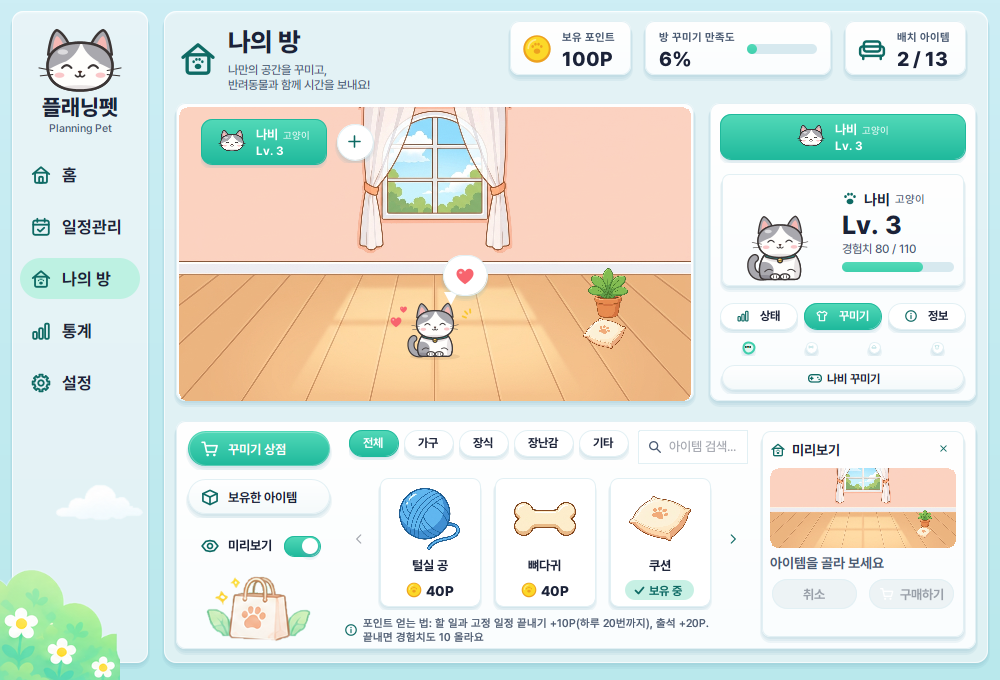 플래닝펫
Planning Pet
홈
일정관리
나의 방
통계
설정
나의 방
나만의 공간을 꾸미고,
반려동물과 함께 시간을 보내요!
보유 포인트
100P
방 꾸미기 만족도
6%
배치 아이템
2 / 13
나비 고양이
Lv. 3
나비 고양이
Lv. 3
나비 고양이
Lv. 3
경험치 80 / 110
상태
꾸미기
정보
나비 꾸미기
꾸미기 상점
보유한 아이템
미리보기
전체
가구
장식
장난감
기타
아이템 검색...
털실 공
40P
뼈다귀
40P
쿠션
보유 중
포인트 얻는 법: 할 일과 고정 일정 끝내기 +10P(하루 20번까지), 출석 +20P.
끝내면 경험치도 10 올라요
미리보기
아이템을 골라 보세요
취소
구매하기